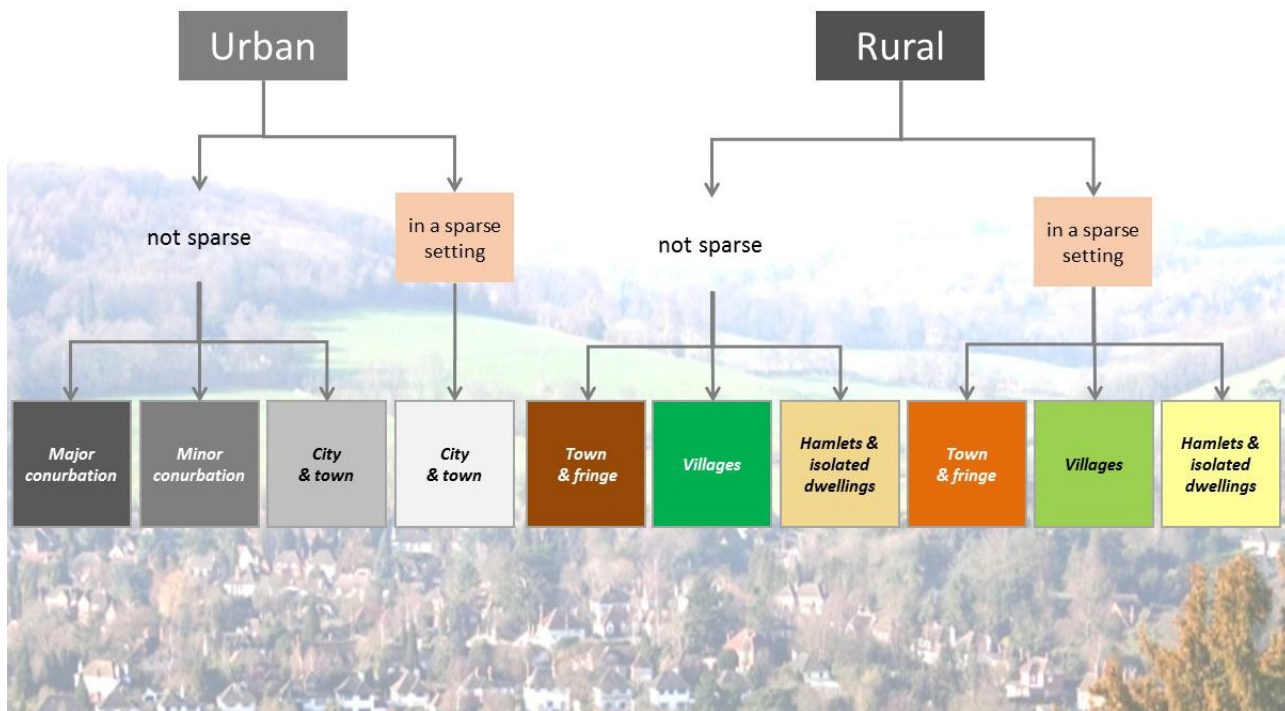 Urban
Rural
not sparse
in a sparse
setting
not sparse
in a sparse
setting
Major
conurbation
Minor
conurbation
City
& town
City
& town
Town
& fringe
Villages
Hamlets &
isolated
dwellings
Town
& fringe
Villages
Hamlets &
isolated
dwellings